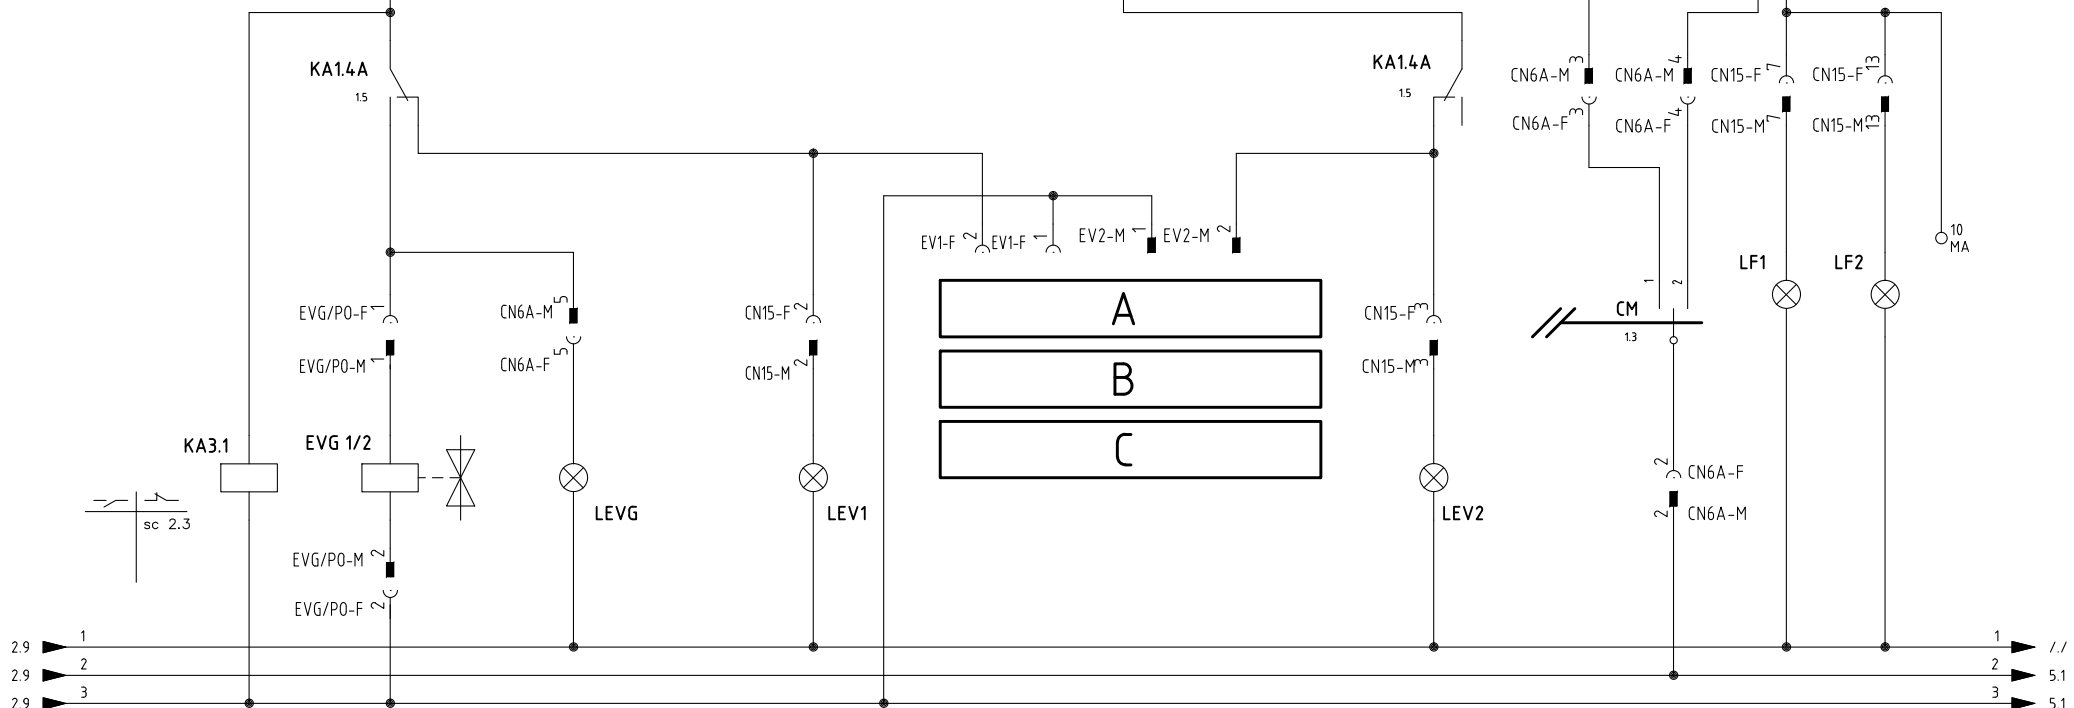 KA1.4A
1.5
KA1.4A
1.5
CN6A-M 3
CN6A-F 3
CN6A-M 4
CN6A-F 4
CN15-F 7
CN15-M 7
CN15-F 13
CN15-M 13
10
MA
EV1-F 2
EV1-F 1
EV2-M 1
EV2-M 2
A
B
C
EVG/PO-F 1
EVG/PO-M 1
CN6A-M 5
CN6A-F 5
CN15-F 2
CN15-M 2
CN15-F 3
CN15-M 3
1
2
CM
1.3
LF1
LF2
KA3.1
EVG 1/2
sc 2.3
LEVG
LEV1
LEV2
2 CN6A-F
2 CN6A-M
EVG/PO-M 2
EVG/PO-F 2
2.9 1 1 /./
2.9 2 2 5.1
2.9 3 3 5.1